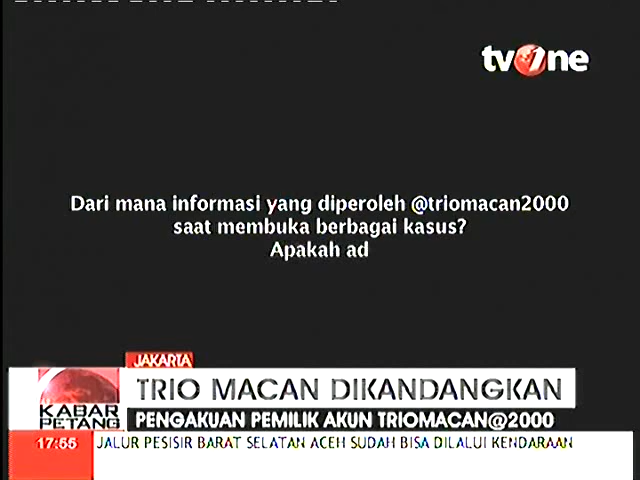 tvOne
Dari mana informasi yang diperoleh @triomacan2000
saat membuka berbagai kasus?
Apakah ad
JAKARTA
TRIO MACAN DIKANDANGKAN
KABAR
PETANG
PENGAKUAN PEMILIK AKUN TRIOMACAN@2000
17:55
JALUR PESISIR BARAT SELATAN ACEH SUDAH BISA DILALUI KENDARAAN